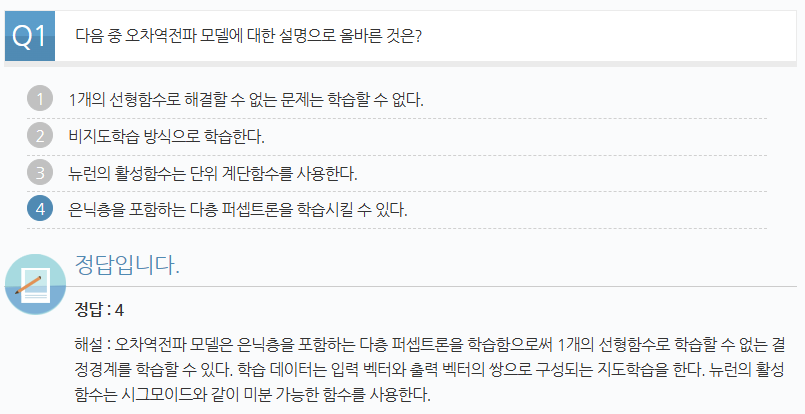 Q1 다음 중 오차역전파 모델에 대한 설명으로 올바른 것은?
1 1개의 선형함수로 해결할 수 없는 문제는 학습할 수 없다.
2 비지도학습 방식으로 학습한다.
3 뉴런의 활성함수는 단위 계단함수를 사용한다.
4 은닉층을 포함하는 다층 퍼셉트론을 학습시킬 수 있다.
정답입니다.
정답 : 4
해설 : 오차역전파 모델은 은닉층을 포함하는 다층 퍼셉트론을 학습함으로써 1개의 선형함수로 학습할 수 없는 결
정경계를 학습할 수 있다. 학습 데이터는 입력 벡터와 출력 벡터의 쌍으로 구성되는 지도학습을 한다. 뉴런의 활성
함수는 시그모이드와 같이 미분 가능한 함수를 사용한다.